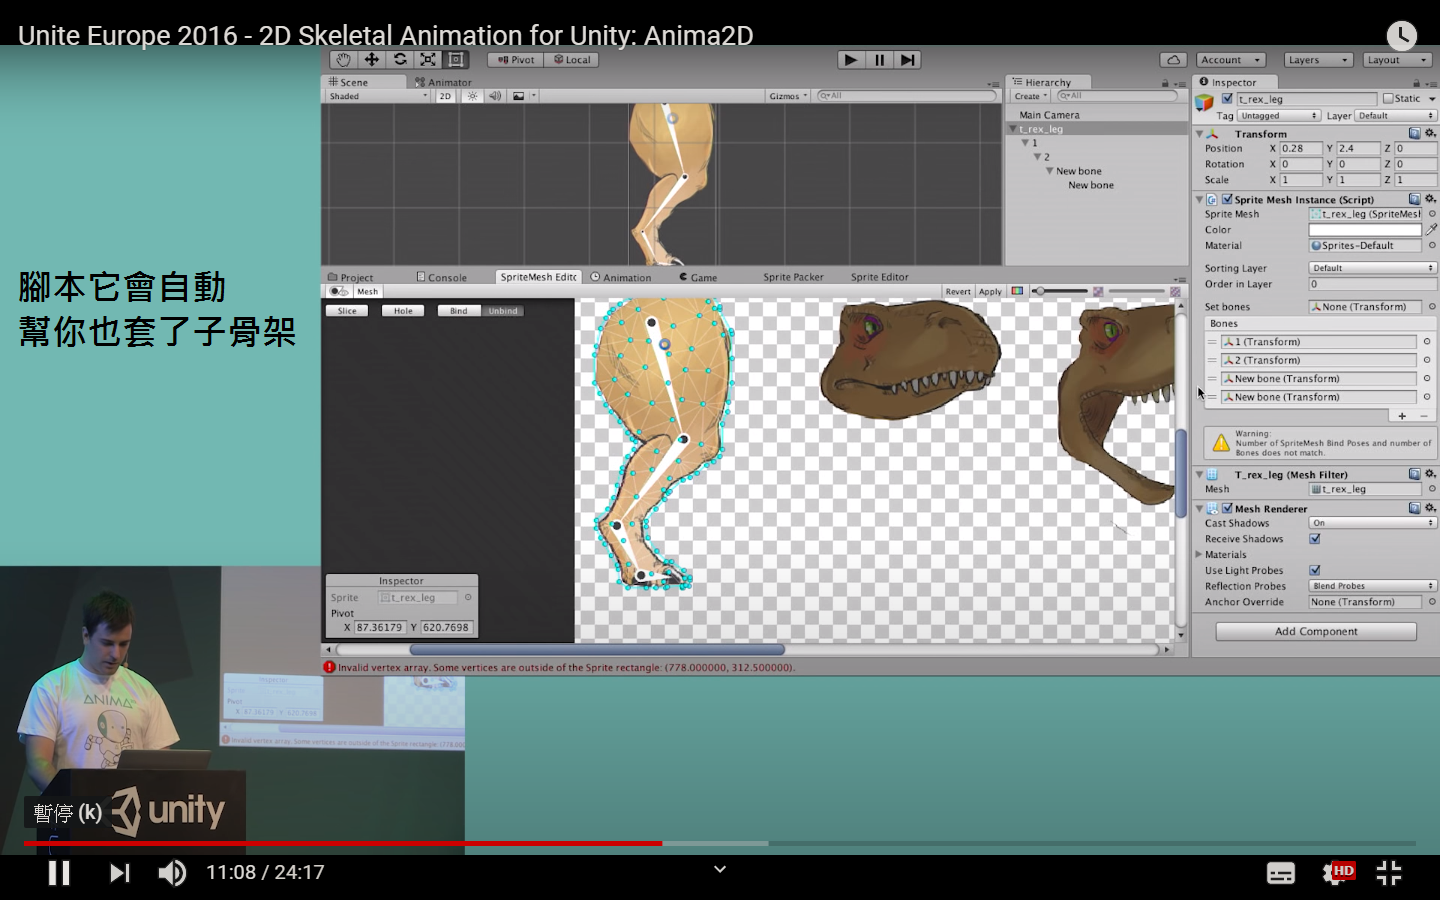 Unite Europe 2016 - 2D Skeletal Animation for Unity: Anima2D
Pivot
Local
Account
Layers
Layout
Scene
Animator
Shaded
2D
Gizmos
All
Hierarchy
Create
All
Main Camera
t_rex_leg
1
2
New bone
New bone
Inspector
t_rex_leg
Static
Tag Untagged
Layer Default
Transform
Position X 0.28 Y 2.4 Z 0
Rotation X 0 Y 0 Z 0
Scale X 1 Y 1 Z 1
Sprite Mesh Instance (Script)
Sprite Mesh t_rex_leg (SpriteMesh
Color
Material Sprites-Default
Sorting Layer Default
Order in Layer 0
Set bones None (Transform)
Bones
1 (Transform)
2 (Transform)
New bone (Transform)
New bone (Transform)
+ −
Warning:
Number of SpriteMesh Bind Poses and number of
Bones does not match.
T_rex_leg (Mesh Filter)
Mesh t_rex_leg
Mesh Renderer
Cast Shadows On
Receive Shadows
Materials
Use Light Probes
Reflection Probes Blend Probes
Anchor Override None (Transform)
Add Component
Project
Console
SpriteMesh Editc
Animation
Game
Sprite Packer
Sprite Editor
Mesh
Revert
Apply
Slice
Hole
Bind
Unbind
Inspector
Sprite t_rex_leg
Pivot
X 87.36179 Y 620.7698
Invalid vertex array. Some vertices are outside of the Sprite rectangle: (778.000000, 312.500000).
腳本它會自動
幫你也套了子骨架
ANIMA
Inspector
Pivot
unity
暫停 (k)
11:08 / 24:17
HD